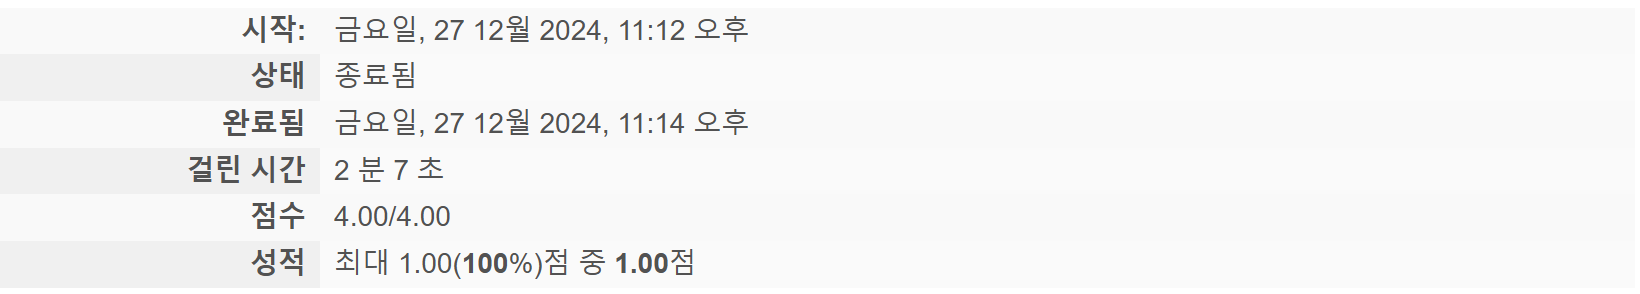 시작: 금요일, 27 12월 2024, 11:12 오후
상태 종료됨
완료됨 금요일, 27 12월 2024, 11:14 오후
걸린 시간 2 분 7 초
점수 4.00/4.00
성적 최대 1.00(100%)점 중 1.00점